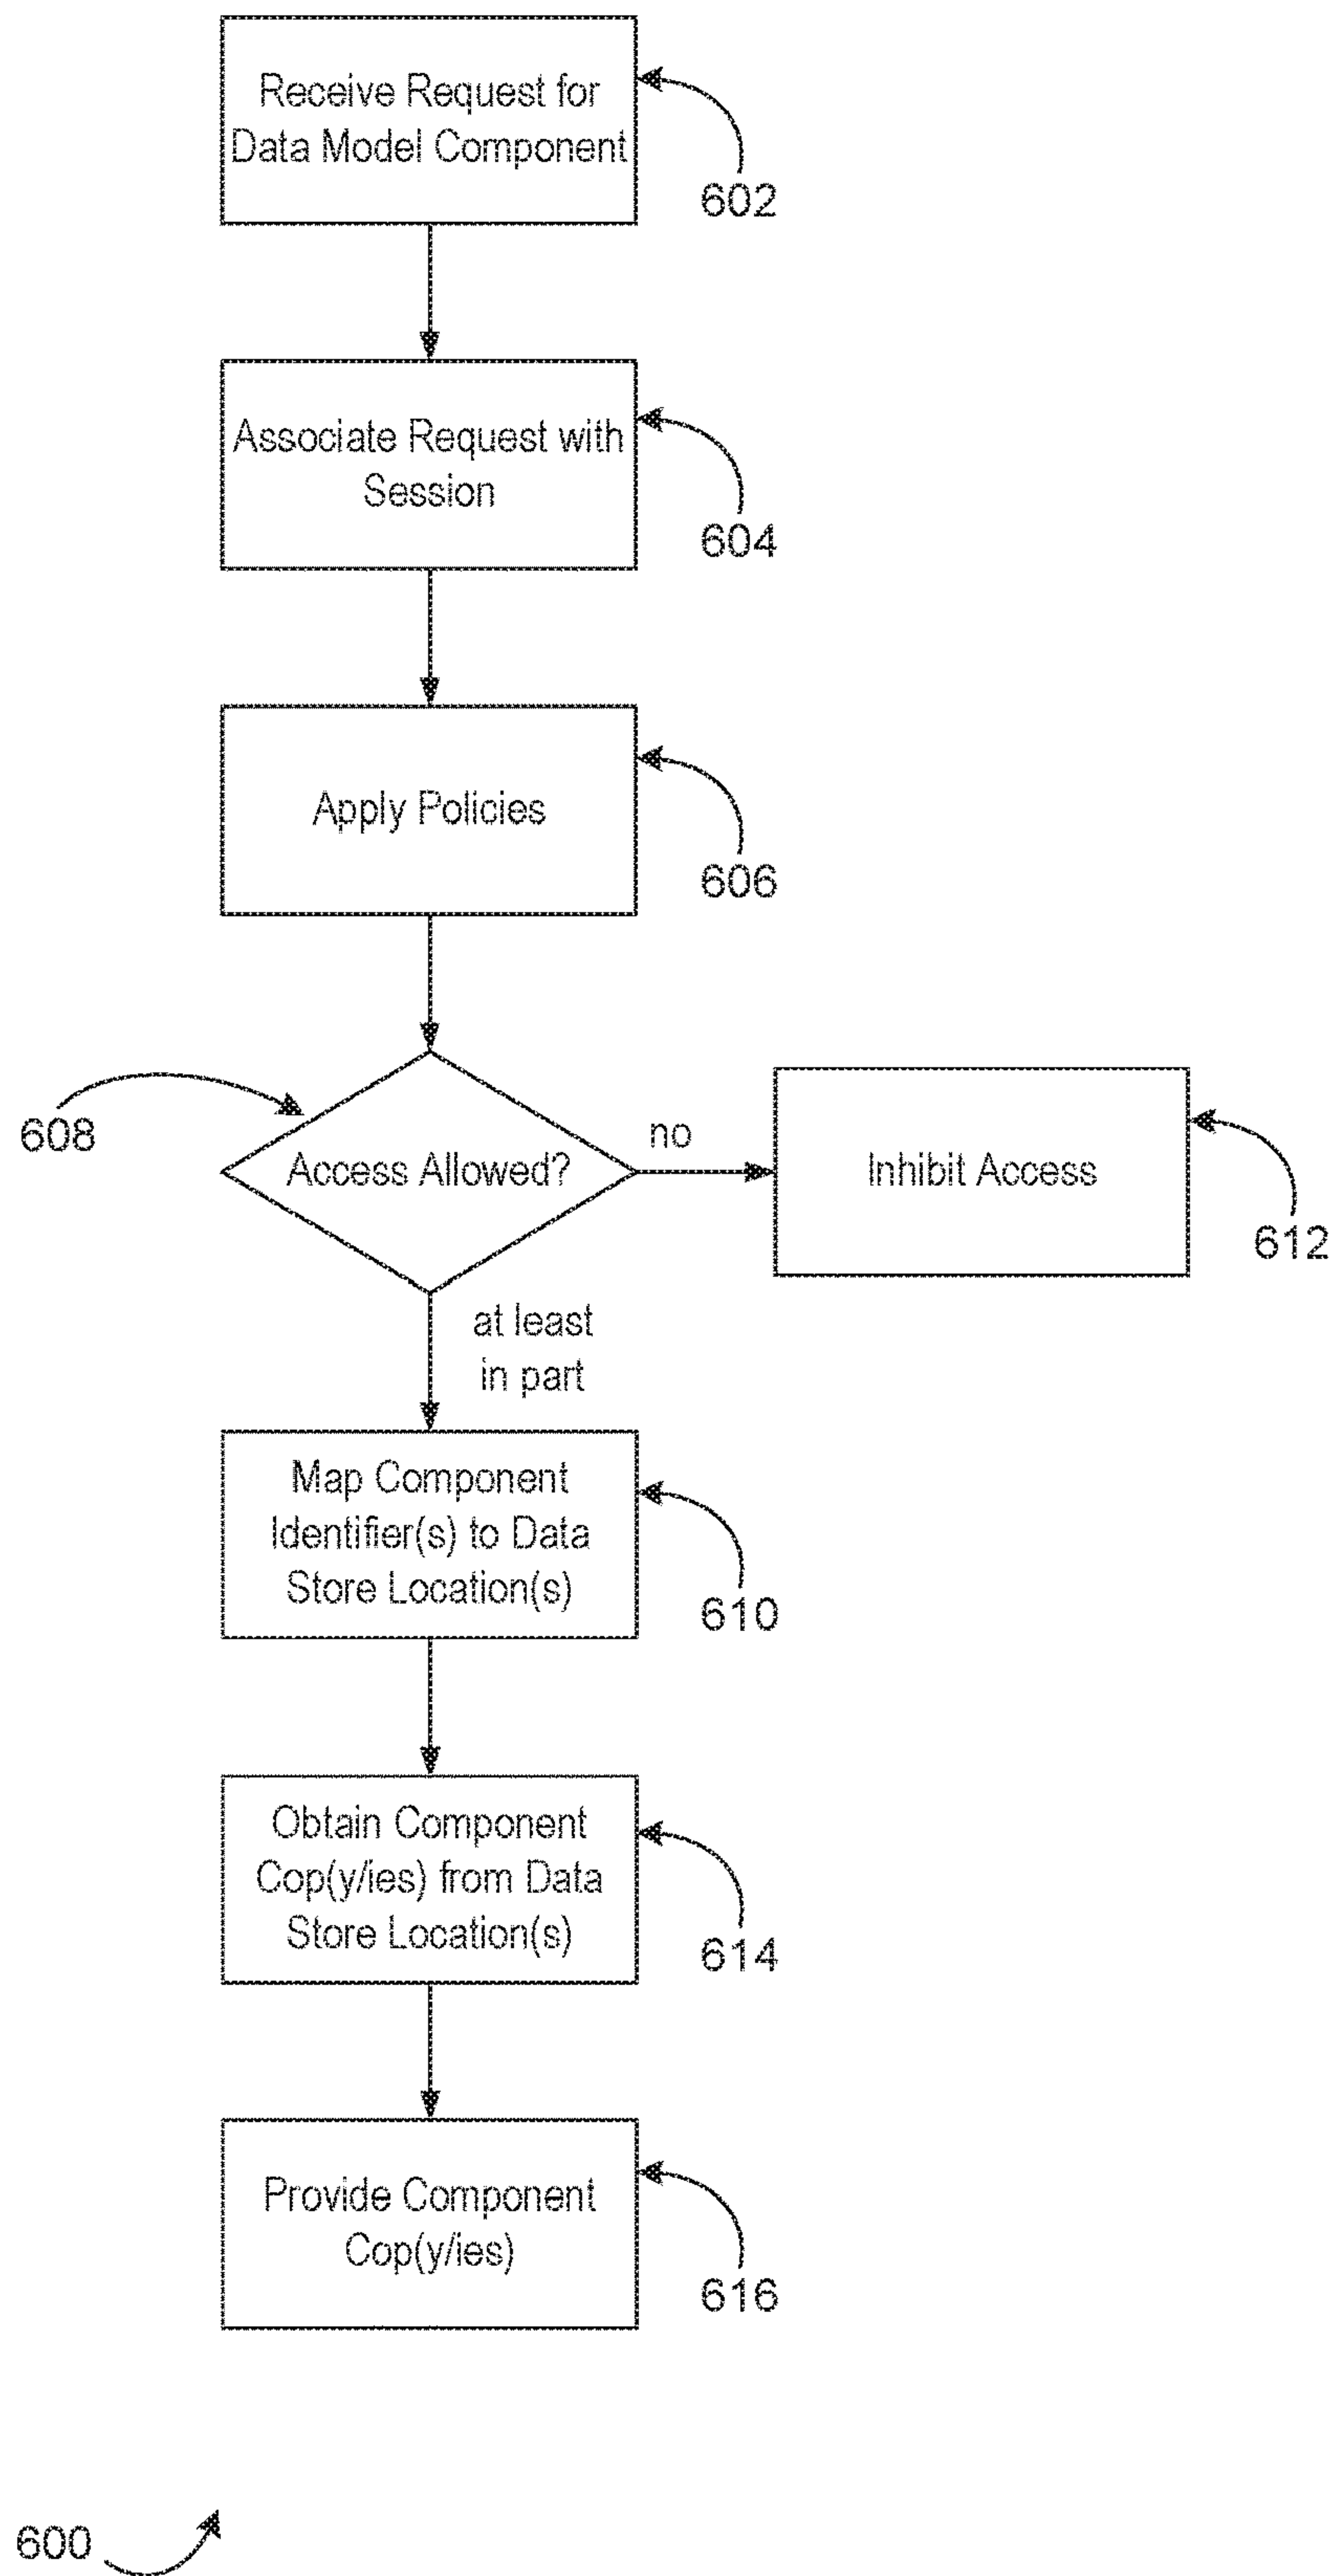 Receive Request for
Data Model Component
602
Associate Request with
Session
604
Apply Policies
606
608
Access Allowed?
no
Inhibit Access
612
at least
in part
Map Component
Identifier(s) to Data
Store Location(s)
610
Obtain Component
Cop(y/ies) from Data
Store Location(s)
614
Provide Component
Cop(y/ies)
616
600